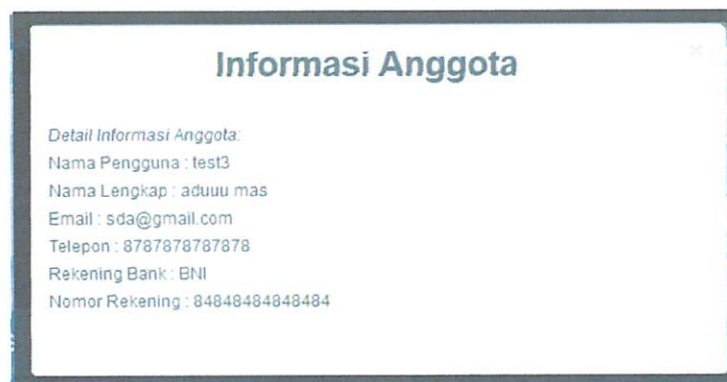 Informasi Anggota
Detail Informasi Anggota:
Nama Pengguna : test3
Nama Lengkap : aduuu mas
Email : sda@gmail.com
Telepon : 8787878787878
Rekening Bank : BNI
Nomor Rekening : 84848484848484